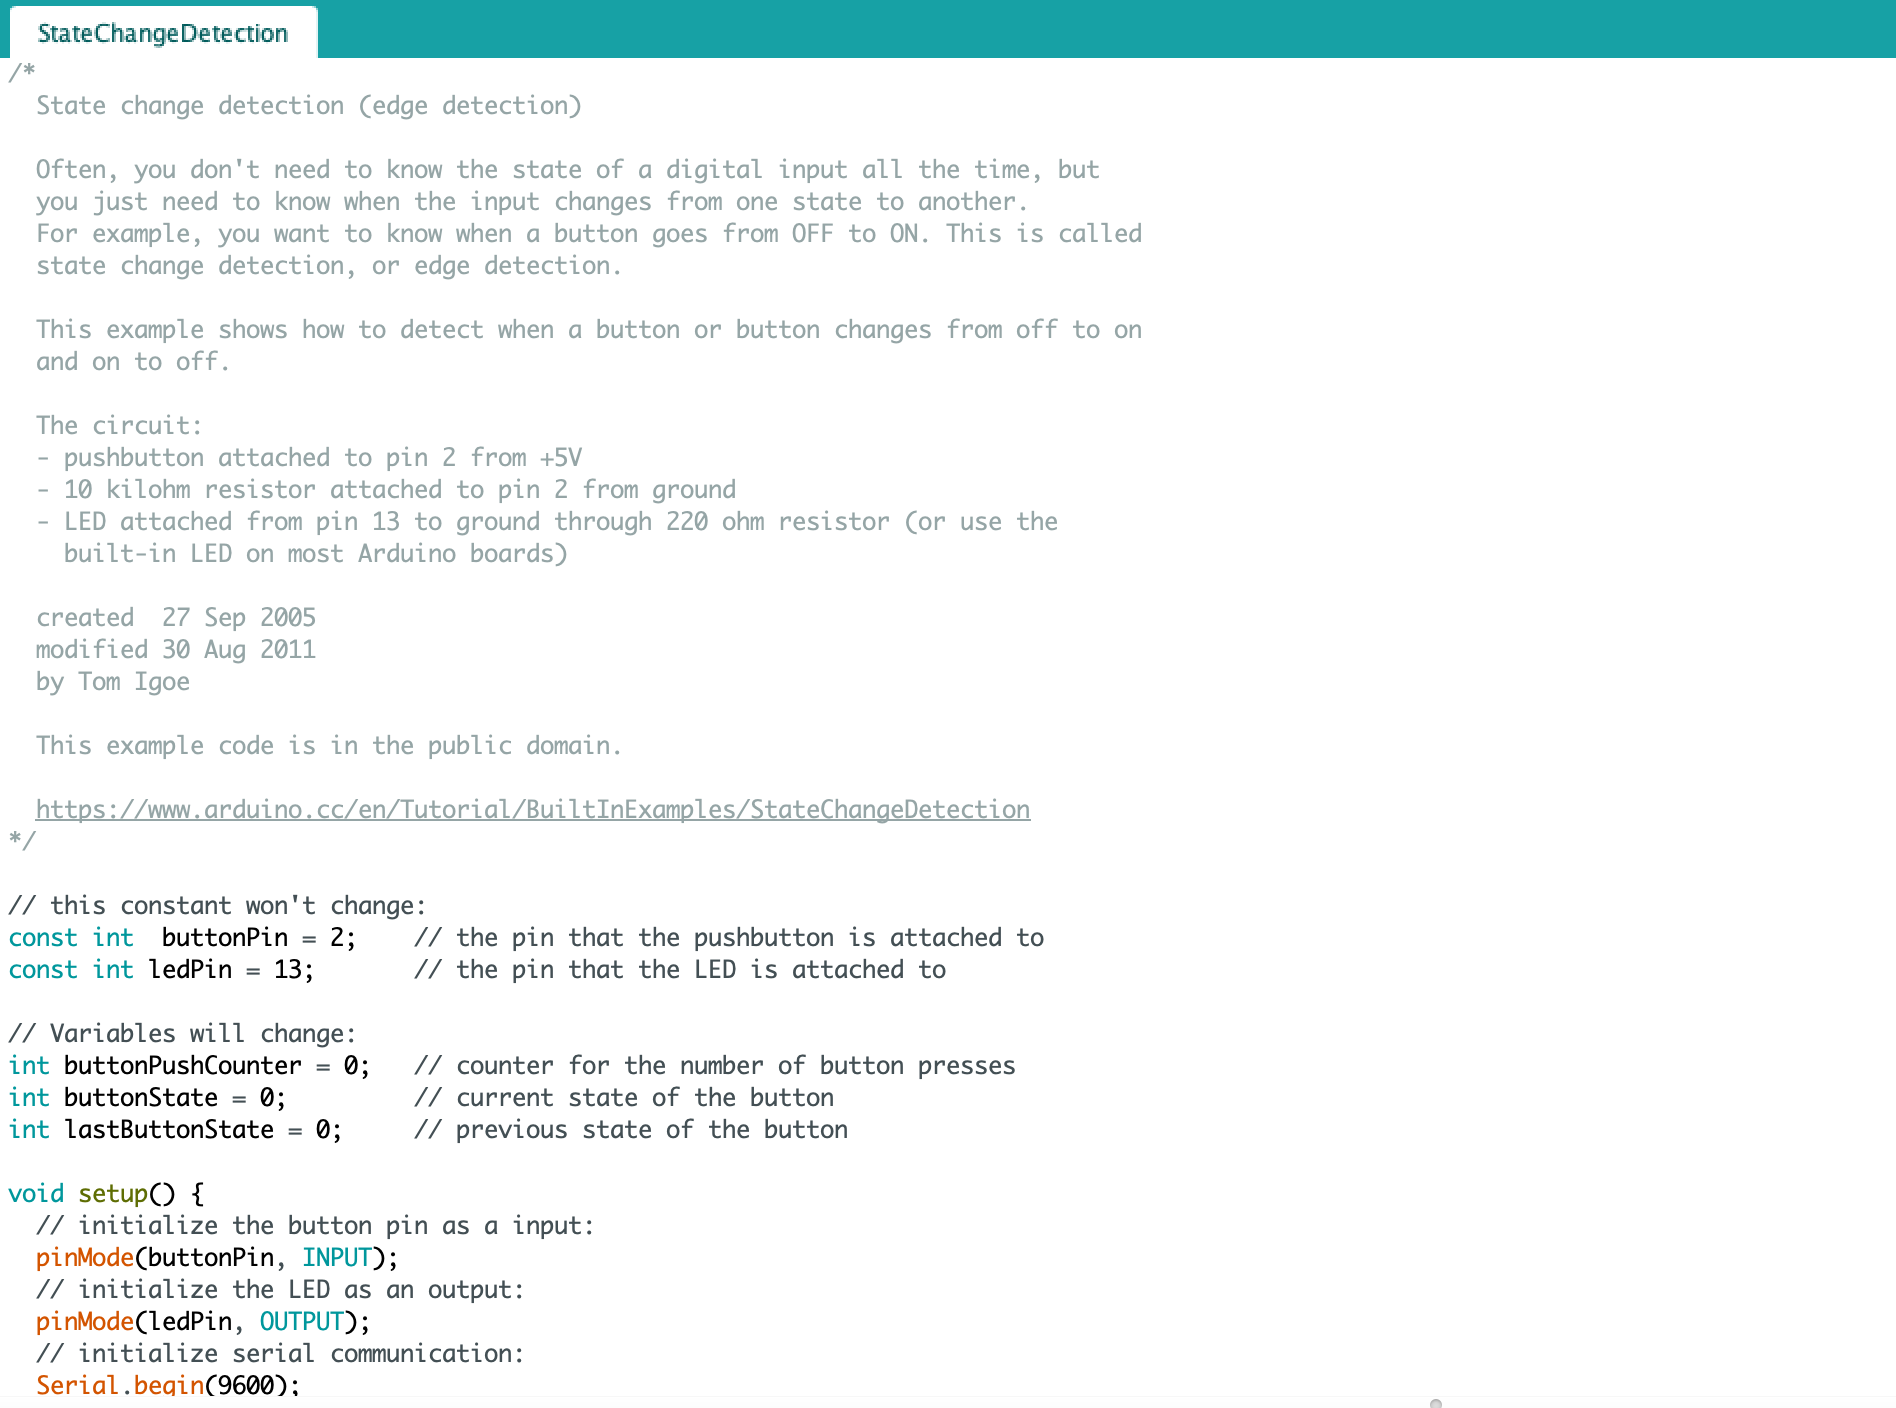 StateChangeDetection
/*
  State change detection (edge detection)

  Often, you don't need to know the state of a digital input all the time, but
  you just need to know when the input changes from one state to another.
  For example, you want to know when a button goes from OFF to ON. This is called
  state change detection, or edge detection.

  This example shows how to detect when a button or button changes from off to on
  and on to off.

  The circuit:
  - pushbutton attached to pin 2 from +5V
  - 10 kilohm resistor attached to pin 2 from ground
  - LED attached from pin 13 to ground through 220 ohm resistor (or use the
    built-in LED on most Arduino boards)

  created  27 Sep 2005
  modified 30 Aug 2011
  by Tom Igoe

  This example code is in the public domain.

  https://www.arduino.cc/en/Tutorial/BuiltInExamples/StateChangeDetection
*/

// this constant won't change:
const int  buttonPin = 2;    // the pin that the pushbutton is attached to
const int ledPin = 13;       // the pin that the LED is attached to

// Variables will change:
int buttonPushCounter = 0;   // counter for the number of button presses
int buttonState = 0;         // current state of the button
int lastButtonState = 0;     // previous state of the button

void setup() {
  // initialize the button pin as a input:
  pinMode(buttonPin, INPUT);
  // initialize the LED as an output:
  pinMode(ledPin, OUTPUT);
  // initialize serial communication:
  Serial.begin(9600);